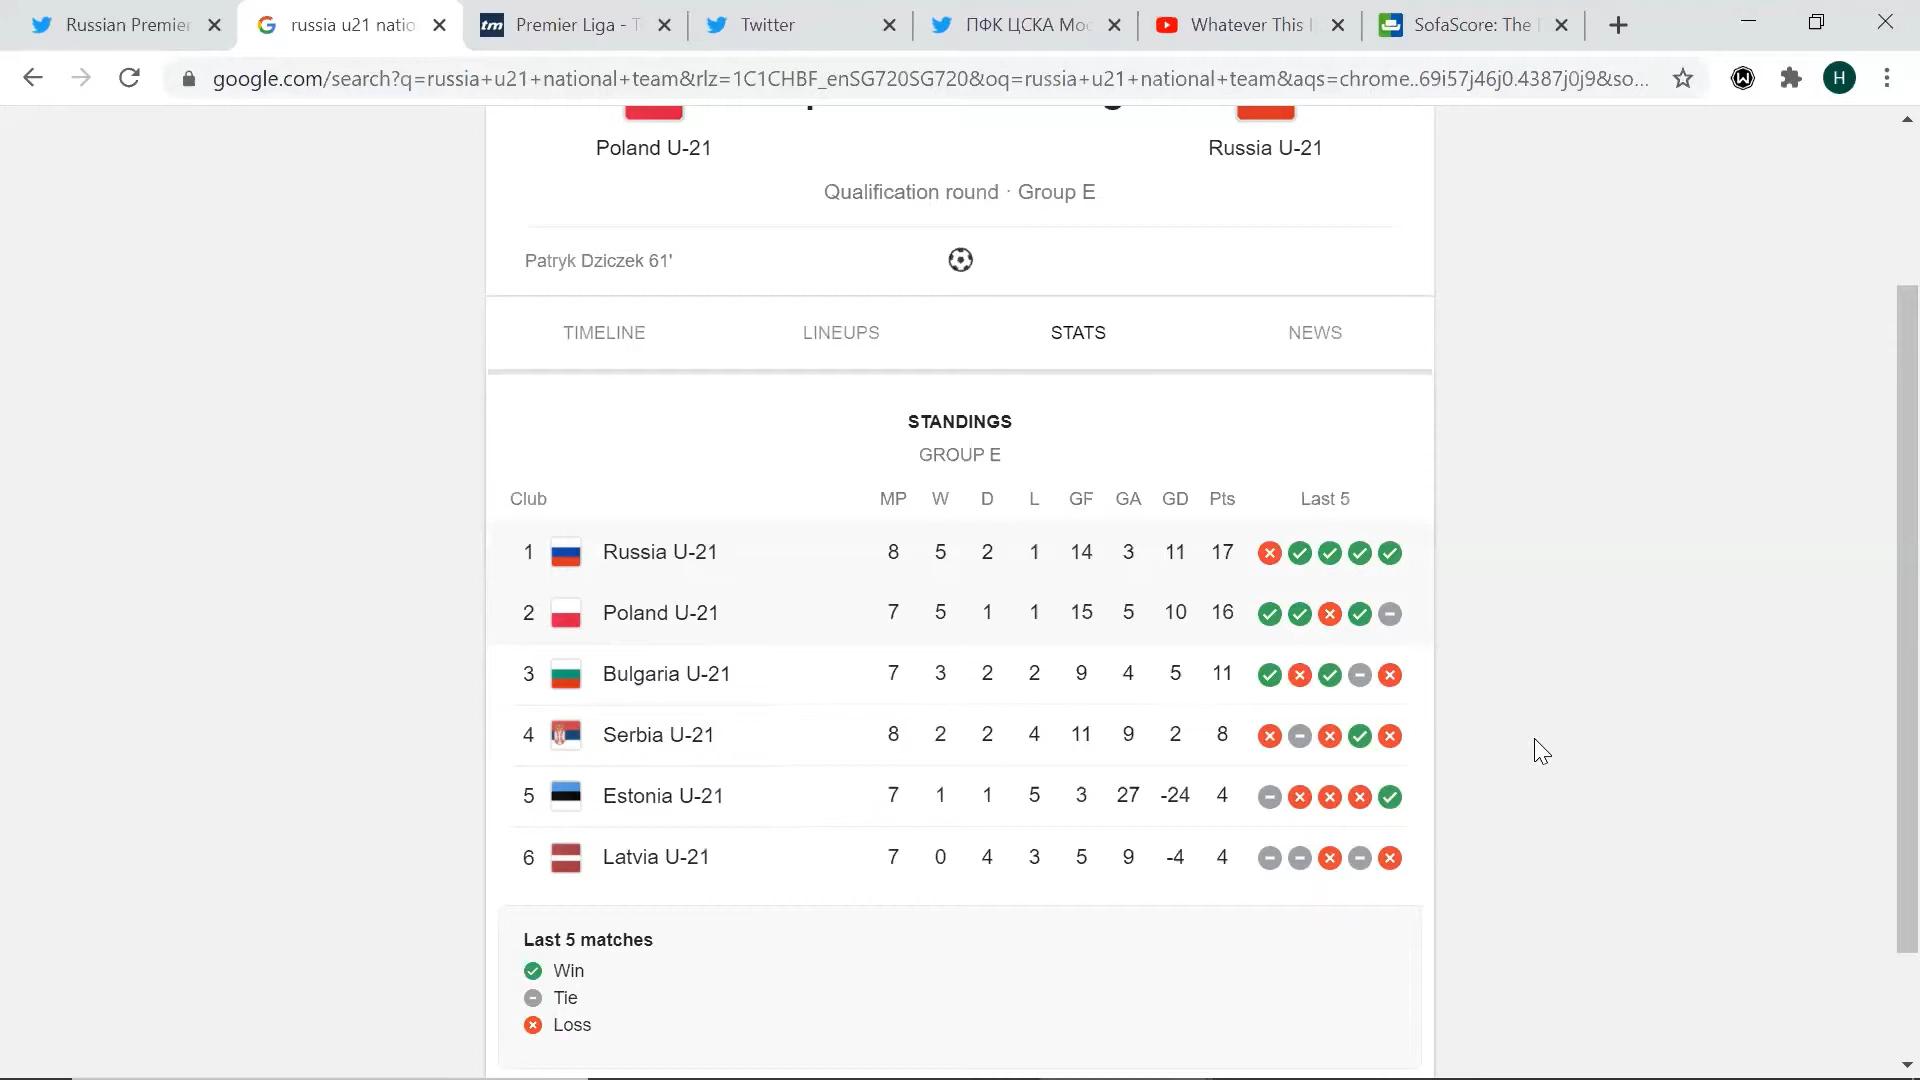 Russian Premier
russia u21 natio
tm Premier Liga - T
Twitter
ПФК ЦСКА Мос
Whatever This I
SofaScore: The
google.com/search?q=russia+u21+national+team&rlz=1C1CHBF_enSG720SG720&oq=russia+u21+national+team&aqs=chrome..69i57j46j0.4387j0j9&so...
H
Poland U-21
Russia U-21
Qualification round · Group E
Patryk Dziczek 61'
TIMELINE LINEUPS STATS NEWS
STANDINGS
GROUP E
Club MP W D L GF GA GD Pts Last 5
1 Russia U-21 8 5 2 1 14 3 11 17
2 Poland U-21 7 5 1 1 15 5 10 16
3 Bulgaria U-21 7 3 2 2 9 4 5 11
4 Serbia U-21 8 2 2 4 11 9 2 8
5 Estonia U-21 7 1 1 5 3 27 -24 4
6 Latvia U-21 7 0 4 3 5 9 -4 4
Last 5 matches
Win
Tie
Loss